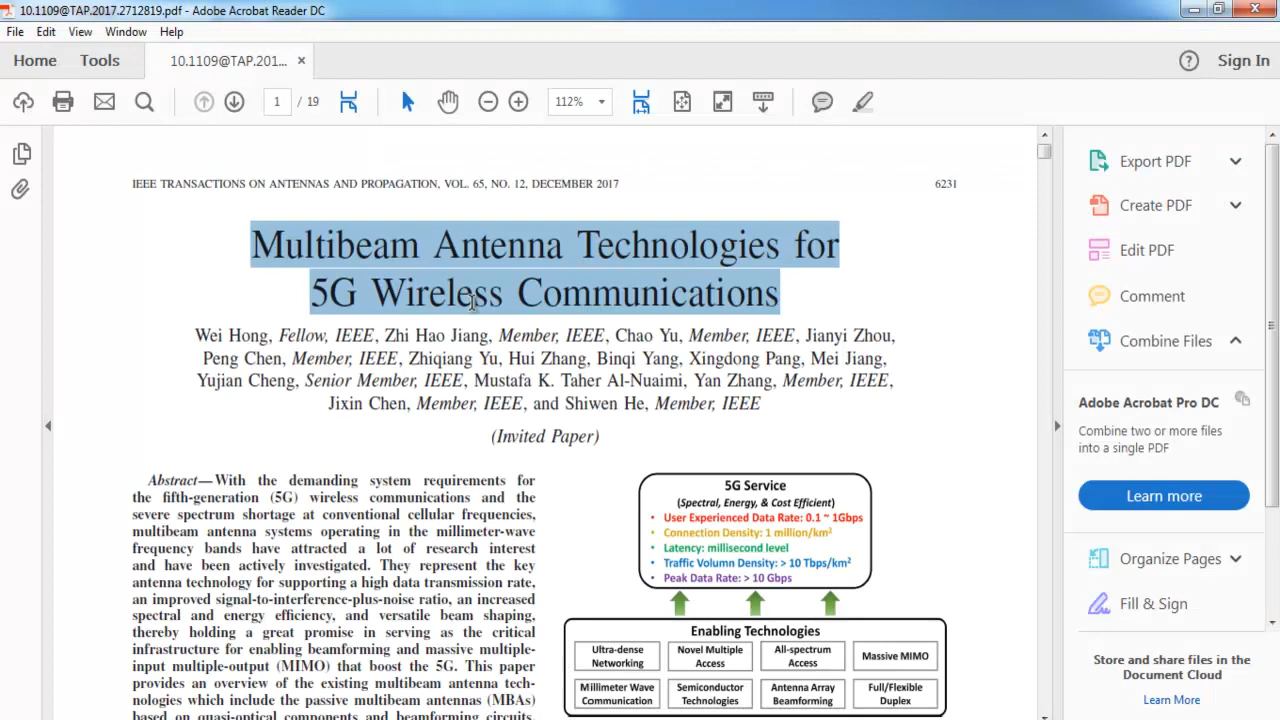 10.1109@TAP.2017.2712819.pdf - Adobe Acrobat Reader DC
File Edit View Window Help
Home Tools 10.1109@TAP.201... × Sign In
1 / 19 112%
IEEE TRANSACTIONS ON ANTENNAS AND PROPAGATION, VOL. 65, NO. 12, DECEMBER 2017 6231
Multibeam Antenna Technologies for
5G Wireless Communications
Wei Hong, Fellow, IEEE, Zhi Hao Jiang, Member, IEEE, Chao Yu, Member, IEEE, Jianyi Zhou,
Peng Chen, Member, IEEE, Zhiqiang Yu, Hui Zhang, Binqi Yang, Xingdong Pang, Mei Jiang,
Yujian Cheng, Senior Member, IEEE, Mustafa K. Taher Al-Nuaimi, Yan Zhang, Member, IEEE,
Jixin Chen, Member, IEEE, and Shiwen He, Member, IEEE
(Invited Paper)
Abstract—With the demanding system requirements for
the fifth-generation (5G) wireless communications and the
severe spectrum shortage at conventional cellular frequencies,
multibeam antenna systems operating in the millimeter-wave
frequency bands have attracted a lot of research interest
and have been actively investigated. They represent the key
antenna technology for supporting a high data transmission rate,
an improved signal-to-interference-plus-noise ratio, an increased
spectral and energy efficiency, and versatile beam shaping,
thereby holding a great promise in serving as the critical
infrastructure for enabling beamforming and massive multiple-
input multiple-output (MIMO) that boost the 5G. This paper
provides an overview of the existing multibeam antenna tech-
nologies which include the passive multibeam antennas (MBAs)
based on quasi-optical components and beamforming circuits,
5G Service
(Spectral, Energy, & Cost Efficient)
• User Experienced Data Rate: 0.1 ~ 1Gbps
• Connection Density: 1 million/km²
• Latency: millisecond level
• Traffic Volumn Density: > 10 Tbps/km²
• Peak Data Rate: > 10 Gbps
Enabling Technologies
Ultra-dense
Networking
Novel Multiple
Access
All-spectrum
Access
Massive MIMO
Millimeter Wave
Communication
Semiconductor
Technologies
Antenna Array
Beamforming
Full/Flexible
Duplex
Export PDF
Create PDF
Edit PDF
Comment
Combine Files
Adobe Acrobat Pro DC
Combine two or more files
into a single PDF
Learn more
Organize Pages
Fill & Sign
Store and share files in the
Document Cloud
Learn More